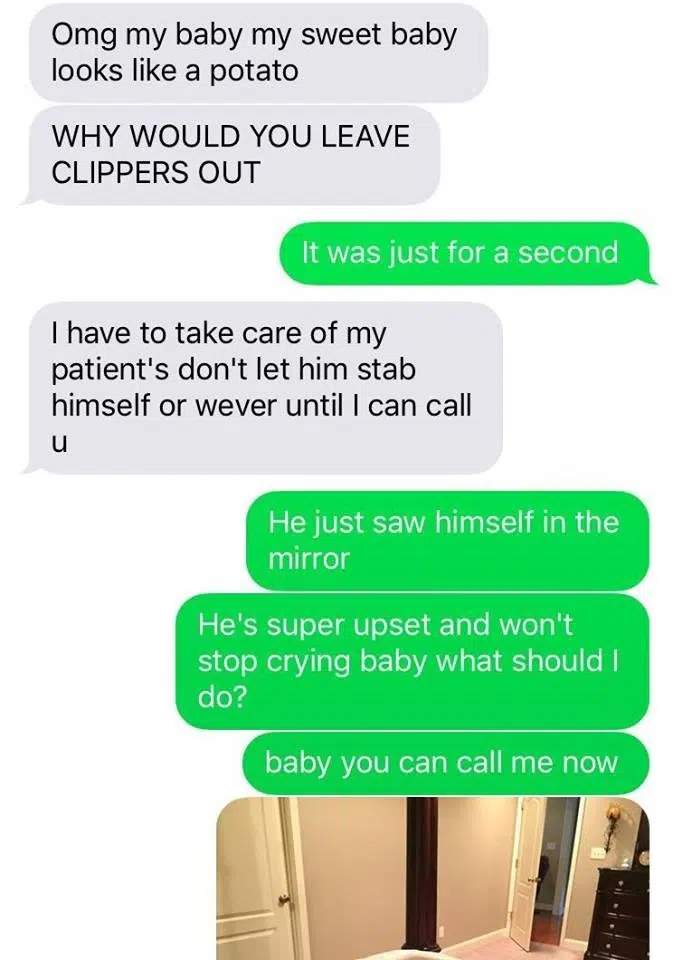 Omg my baby my sweet baby
looks like a potato
WHY WOULD YOU LEAVE
CLIPPERS OUT
It was just for a second
I have to take care of my
patient's don't let him stab
himself or wever until I can call
u
He just saw himself in the
mirror
He's super upset and won't
stop crying baby what should I
do?
baby you can call me now